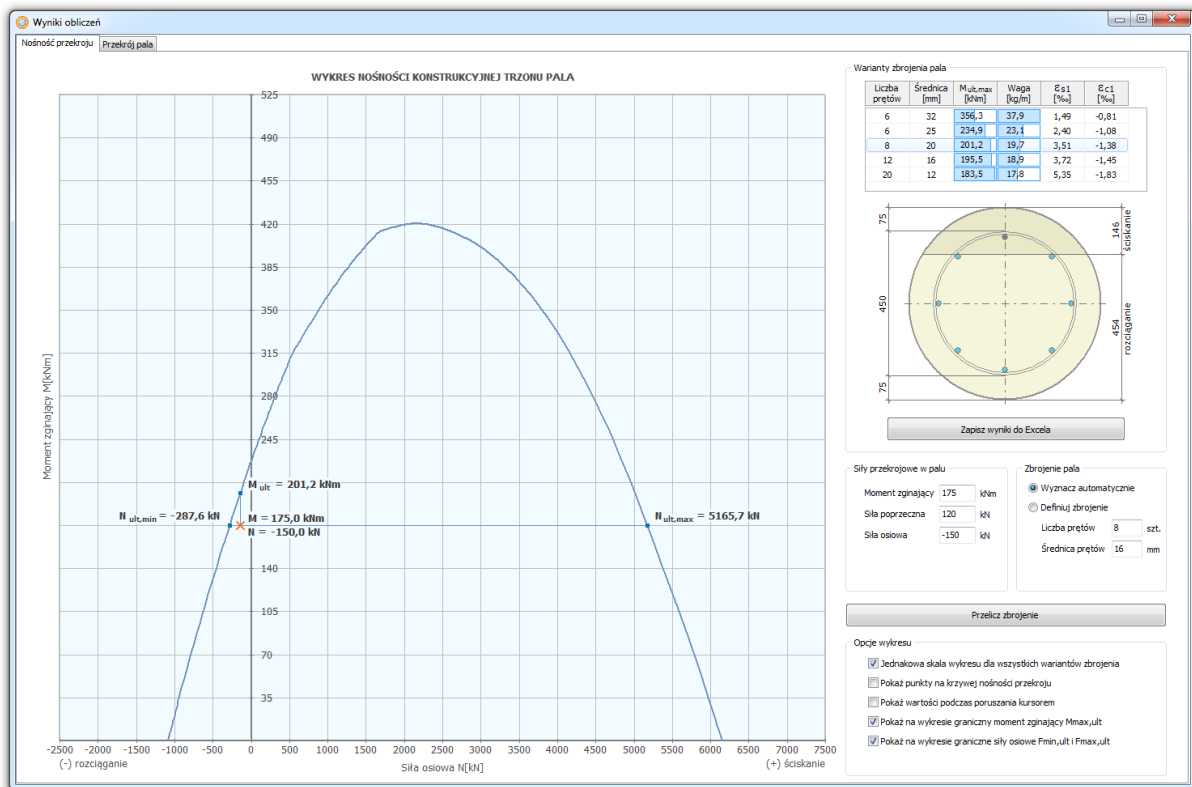 Wyniki obliczeń
Nośność przekroju Przekrój pala
WYKRES NOŚNOŚCI KONSTRUKCYJNEJ TRZONU PALA
525
490
455
420
385
350
315
280
245
140
105
70
35
Moment zginający M[kNm]
M ult = 201,2 kNm
N ult,min = -287,6 kN
M = 175,0 kNm
N = -150,0 kN
N ult,max = 5165,7 kN
-2500 -2000 -1500 -1000 -500 0 500 1000 1500 2000 2500 3000 3500 4000 4500 5000 5500 6000 6500 7000 7500
(-) rozciąganie
Siła osiowa N[kN]
(+) ściskanie
Warianty zbrojenia pala
Liczba prętów Średnica [mm] M ult,max [kNm] Waga [kg/m] εs1 [‰] εc1 [‰]
6 32 356,3 37,9 1,49 -0,81
6 25 234,9 23,1 2,40 -1,08
8 20 201,2 19,7 3,51 -1,38
12 16 195,5 18,9 3,72 -1,45
20 12 183,5 17,8 5,35 -1,83
75
450
75
146
ściskanie
454
rozciąganie
Zapisz wyniki do Excela
Siły przekrojowe w palu
Moment zginający 175 kNm
Siła poprzeczna 120 kN
Siła osiowa -150 kN
Zbrojenie pala
Wyznacz automatycznie
Definiuj zbrojenie
Liczba prętów 8 szt.
Średnica prętów 16 mm
Przelicz zbrojenie
Opcje wykresu
Jednakowa skala wykresu dla wszystkich wariantów zbrojenia
Pokaż punkty na krzywej nośności przekroju
Pokaż wartości podczas poruszania kursorem
Pokaż na wykresie graniczny moment zginający Mmax,ult
Pokaż na wykresie graniczne siły osiowe Fmin,ult i Fmax,ult